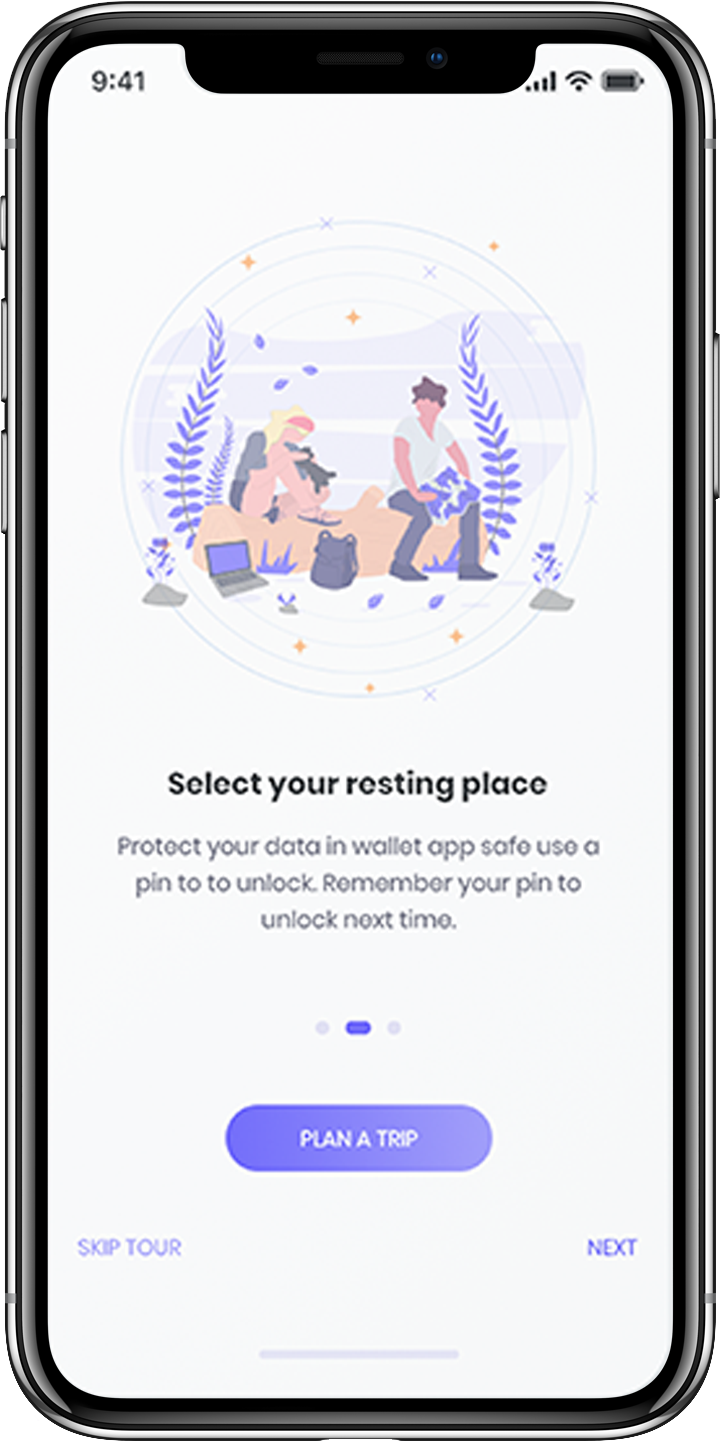 9:41
Select your resting place
Protect your data in wallet app safe use a
pin to to unlock. Remember your pin to
unlock next time.
PLAN A TRIP
SKIP TOUR
NEXT